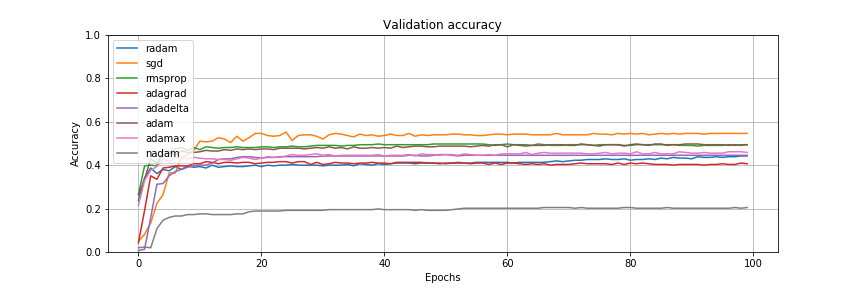 Validation accuracy
1.0
0.8
0.6
0.4
0.2
0.0
Accuracy
radam
sgd
rmsprop
adagrad
adadelta
adam
adamax
nadam
0
20
40
60
80
100
Epochs